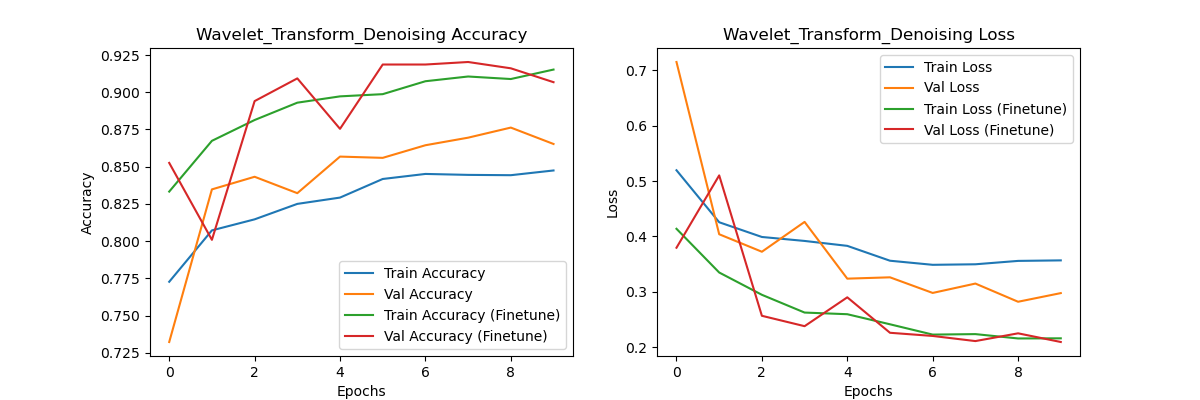 Wavelet_Transform_Denoising Accuracy
0.925
0.900
0.875
0.850
0.825
0.800
0.775
0.750
0.725
Accuracy
Train Accuracy
Val Accuracy
Train Accuracy (Finetune)
Val Accuracy (Finetune)
0 2 4 6 8
Epochs
Wavelet_Transform_Denoising Loss
0.7
0.6
0.5
0.4
0.3
0.2
Loss
Train Loss
Val Loss
Train Loss (Finetune)
Val Loss (Finetune)
0 2 4 6 8
Epochs